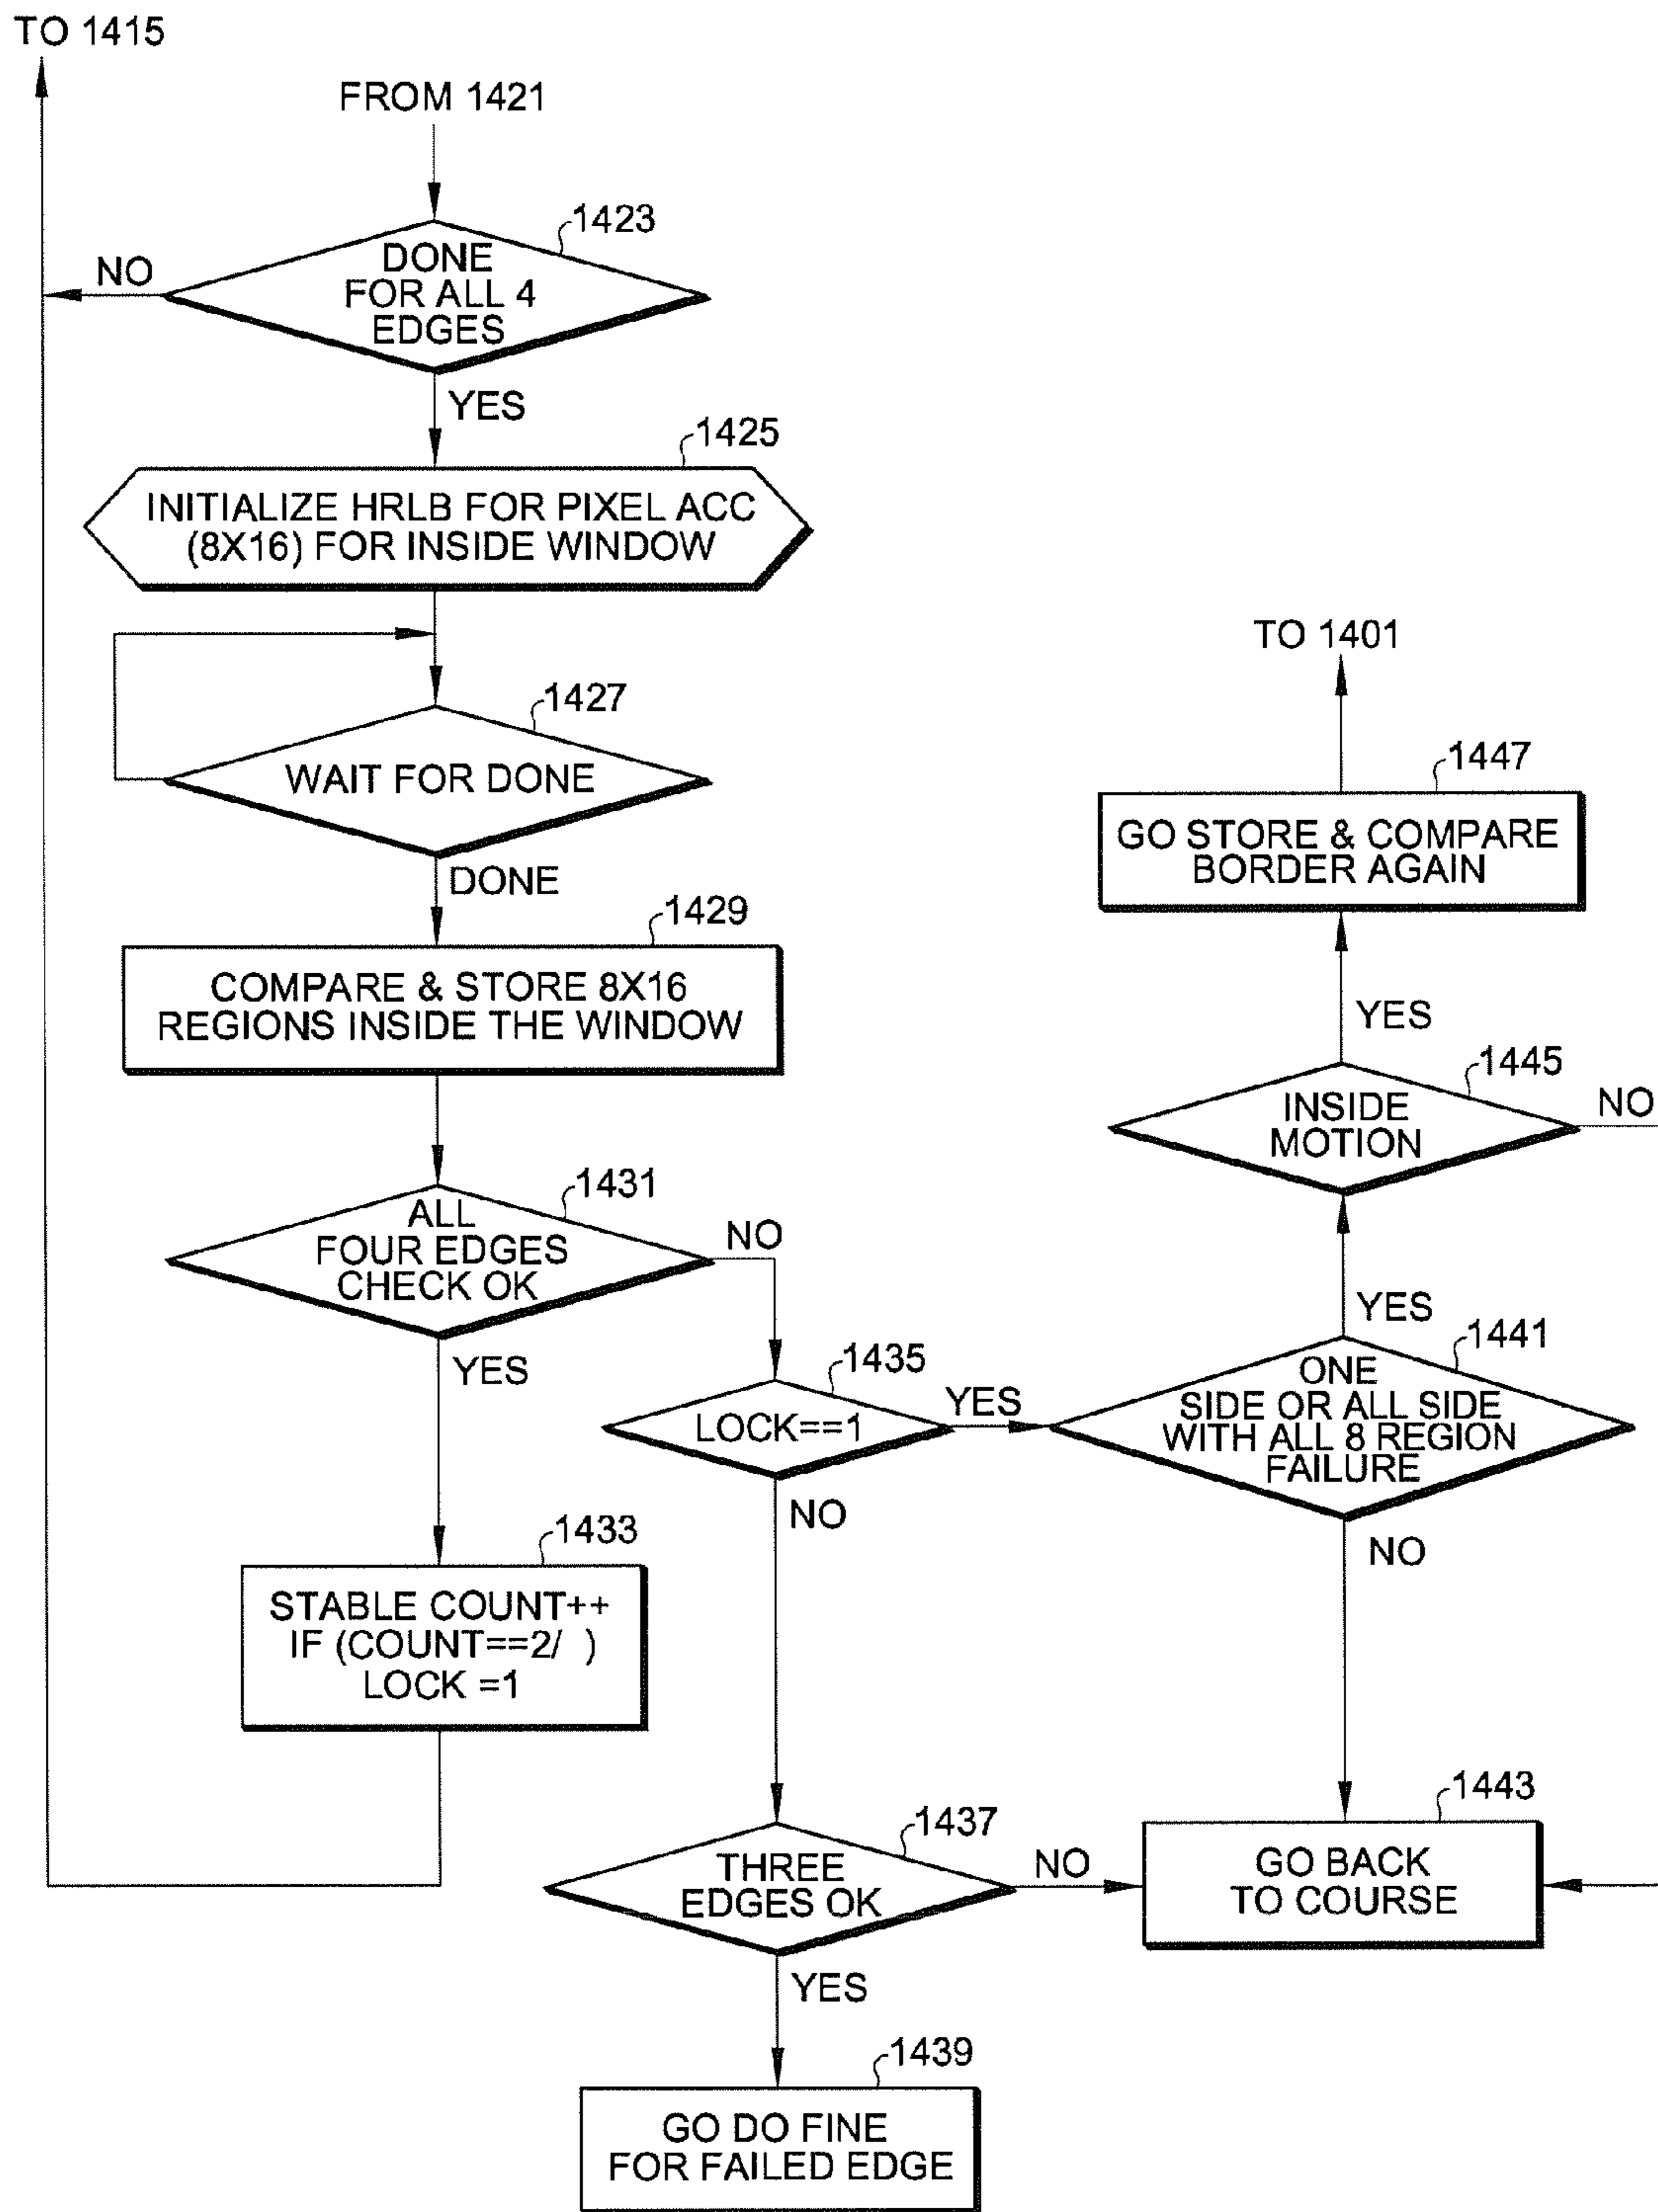 TO 1415
FROM 1421
1423
DONE
FOR ALL 4
EDGES
NO
YES
1425
INITIALIZE HRLB FOR PIXEL ACC
(8X16) FOR INSIDE WINDOW
1427
WAIT FOR DONE
DONE
1429
COMPARE & STORE 8X16
REGIONS INSIDE THE WINDOW
1431
ALL
FOUR EDGES
CHECK OK
NO
YES
1433
STABLE COUNT++
IF (COUNT==2/ )
LOCK =1
1435
LOCK==1
YES
NO
1437
THREE
EDGES OK
NO
YES
1439
GO DO FINE
FOR FAILED EDGE
TO 1401
1447
GO STORE & COMPARE
BORDER AGAIN
YES
1445
INSIDE
MOTION
NO
YES
1441
ONE
SIDE OR ALL SIDE
WITH ALL 8 REGION
FAILURE
NO
1443
GO BACK
TO COURSE